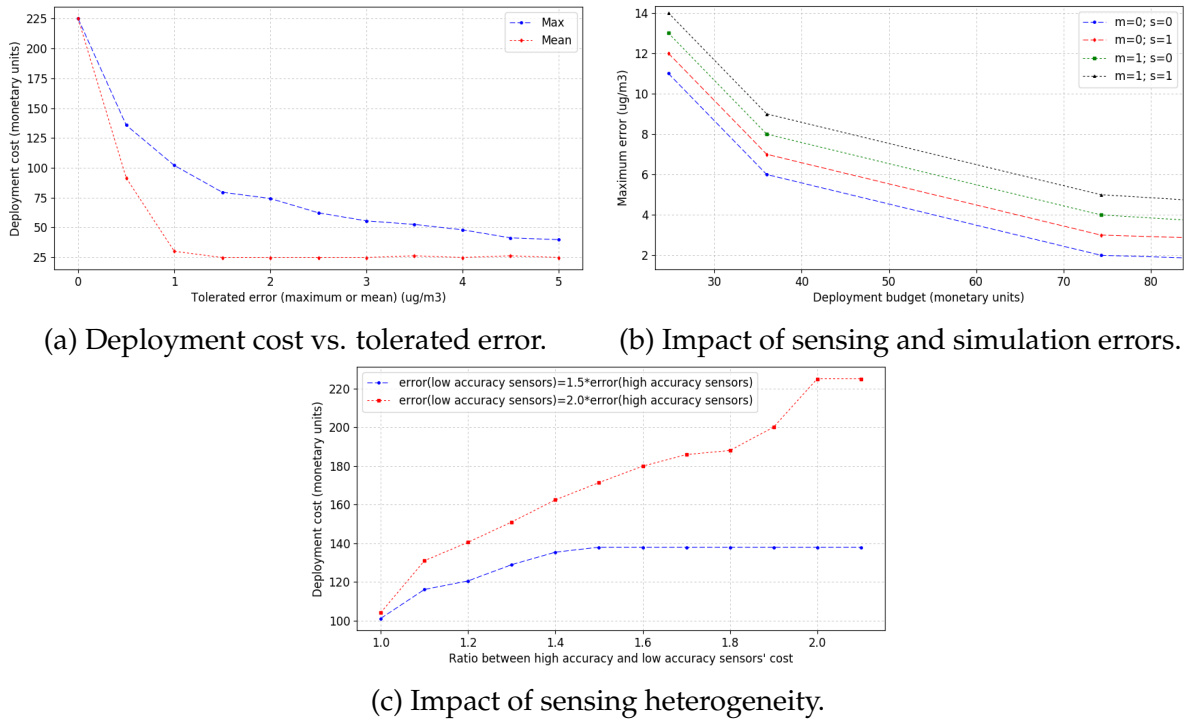 225
200
175
150
125
100
75
50
25
Deployment cost (monetary units)
Max
Mean
0 1 2 3 4 5
Tolerated error (maximum or mean) (ug/m3)
(a) Deployment cost vs. tolerated error.
14
12
10
8
6
4
2
Maximum error (ug/m3)
m=0; s=0
m=0; s=1
m=1; s=0
m=1; s=1
30 40 50 60 70 80
Deployment budget (monetary units)
(b) Impact of sensing and simulation errors.
220
200
180
160
140
120
100
Deployment cost (monetary units)
error(low accuracy sensors)=1.5*error(high accuracy sensors)
error(low accuracy sensors)=2.0*error(high accuracy sensors)
1.0 1.2 1.4 1.6 1.8 2.0
Ratio between high accuracy and low accuracy sensors' cost
(c) Impact of sensing heterogeneity.